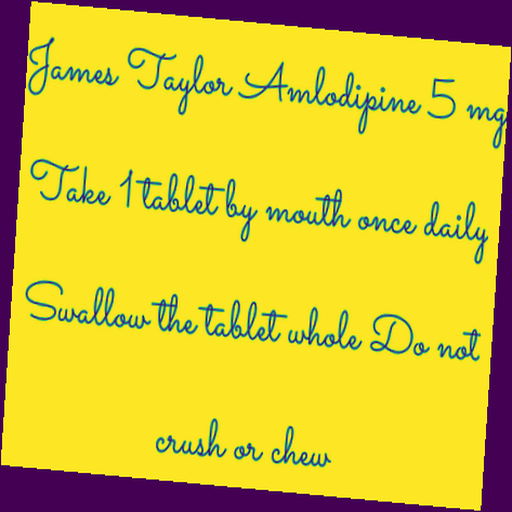 James Taylor Amlodipine 5 mg
Take 1 tablet by mouth once daily
Swallow the tablet whole Do not
crush or chew